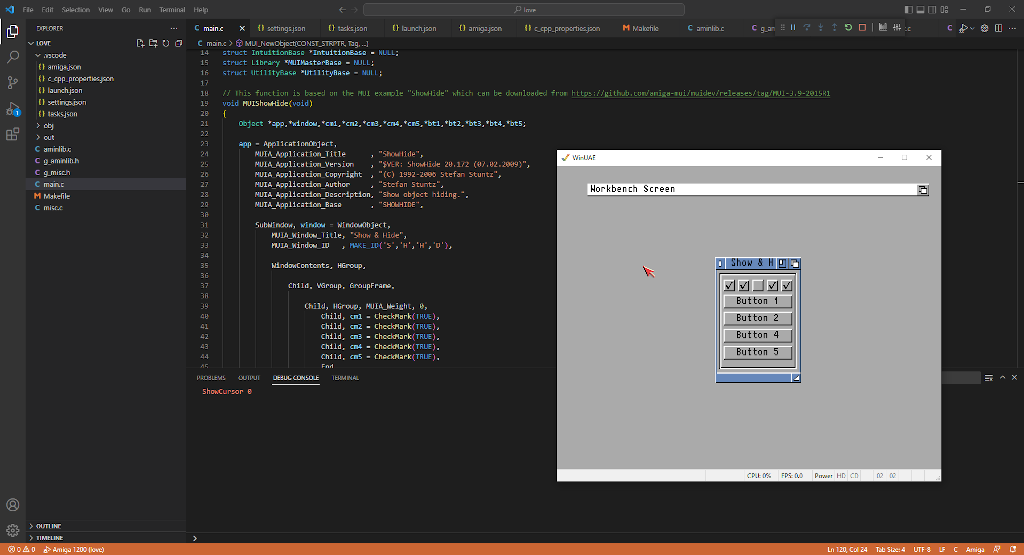 File Edit Selection View Go Run Terminal Help
love
EXPLORER
LOVE
.vscode
amiga.json
c_cpp_properties.json
launch.json
settings.json
tasks.json
obj
out
aminlib.c
g_aminlib.h
g_misc.h
main.c
Makefile
misc.c
OUTLINE
TIMELINE
main.c settings.json tasks.json launch.json amiga.json c_cpp_properties.json Makefile aminlib.c
main.c > MUI_NewObject(CONST_STRPTR, Tag, ...)
14 struct IntuitionBase *IntuitionBase = NULL;
15 struct Library *MUIMasterBase = NULL;
16 struct UtilityBase *UtilityBase = NULL;
17
18 // This function is based on the MUI example "ShowHide" which can be downloaded from https://github.com/amiga-mui/muidev/releases/tag/MUI-3.9-2015R1
19 void MUIShowHide(void)
20 {
21 Object *app,*window,*cm1,*cm2,*cm3,*cm4,*cm5,*bt1,*bt2,*bt3,*bt4,*bt5;
22
23 app = ApplicationObject,
24 MUIA_Application_Title , "ShowHide",
25 MUIA_Application_Version , "$VER: ShowHide 20.172 (07.02.2009)",
26 MUIA_Application_Copyright , "(C) 1992-2006 Stefan Stuntz",
27 MUIA_Application_Author , "Stefan Stuntz",
28 MUIA_Application_Description, "Show object hiding.",
29 MUIA_Application_Base , "SHOWHIDE",
30
31 SubWindow, window = WindowObject,
32 MUIA_Window_Title, "Show & Hide",
33 MUIA_Window_ID , MAKE_ID('S','H','H','D'),
34
35 WindowContents, HGroup,
36
37 Child, VGroup, GroupFrame,
38
39 Child, HGroup, MUIA_Weight, 0,
40 Child, cm1 = CheckMark(TRUE),
41 Child, cm2 = CheckMark(TRUE),
42 Child, cm3 = CheckMark(TRUE),
43 Child, cm4 = CheckMark(TRUE),
44 Child, cm5 = CheckMark(TRUE),
45 End,
PROBLEMS OUTPUT DEBUG CONSOLE TERMINAL
ShowCursor 0
WinUAE
Workbench Screen
Show & H
Button 1
Button 2
Button 4
Button 5
CPU: 0% FPS: 0.0 Power HD CD 02 02
0 0 Amiga 1200 (love)
Ln 120, Col 24 Tab Size: 4 UTF-8 LF C Amiga